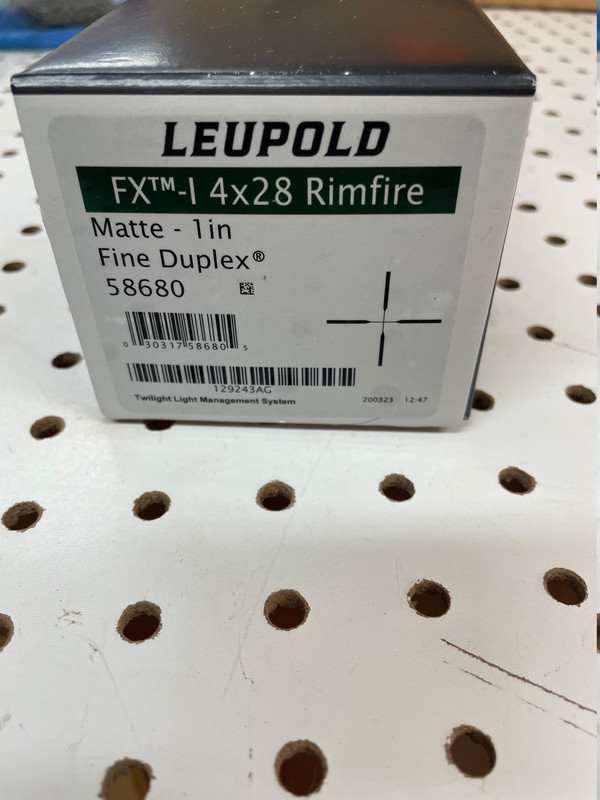 LEUPOLD
FX™-I 4x28 Rimfire
Matte - 1in
Fine Duplex®
58680
0 30317 58680 5
129243AG
Twilight Light Management System 200323 12:47